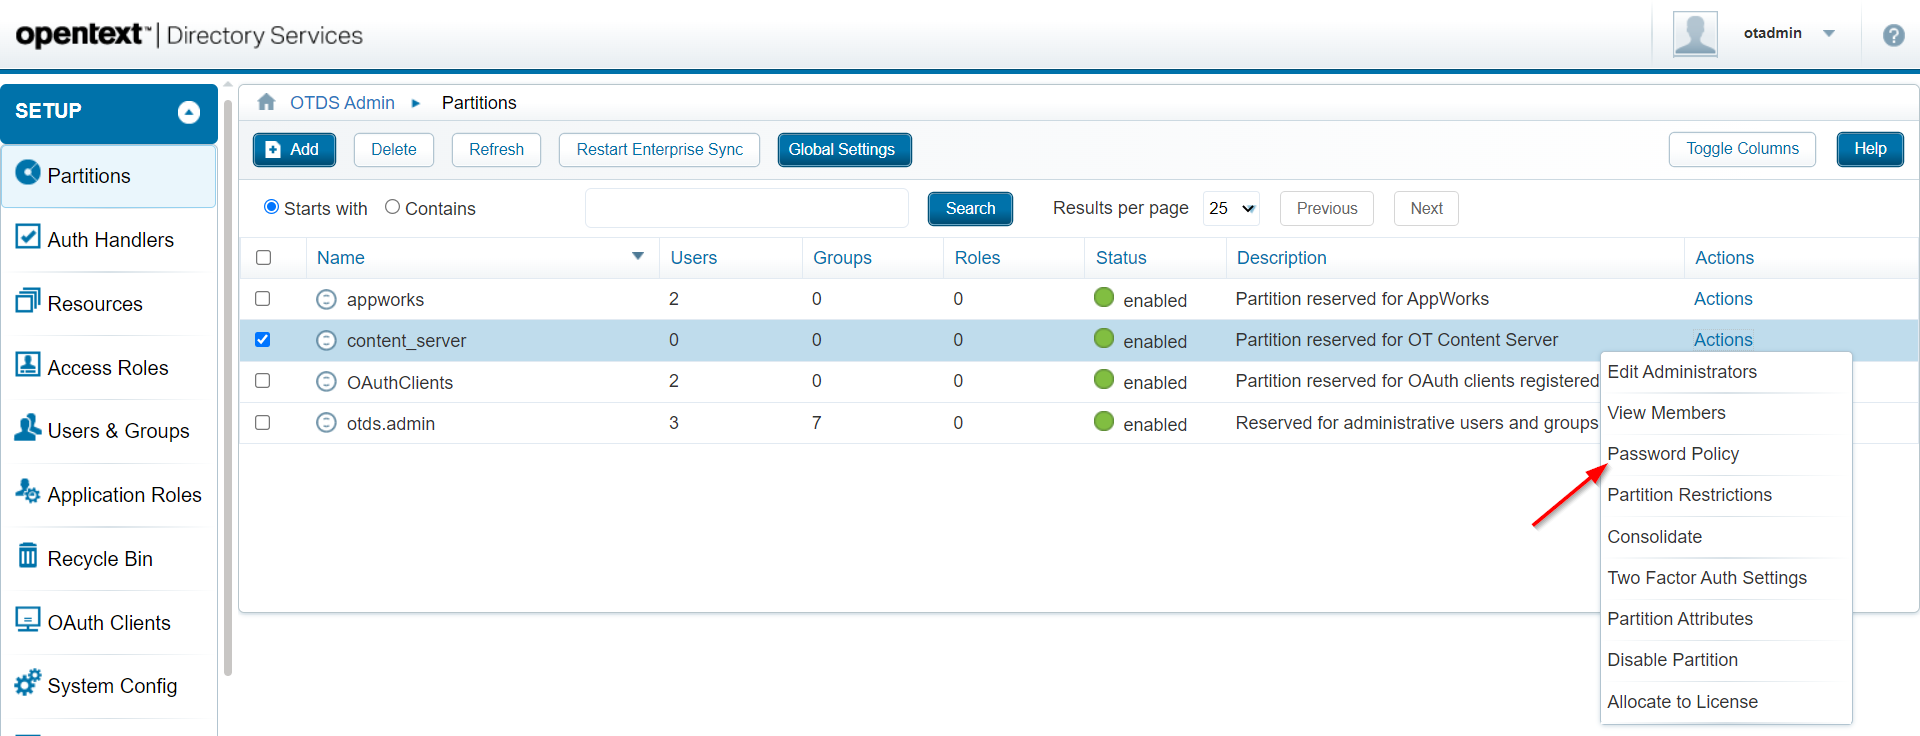 opentext™ | Directory Services
otadmin
?
SETUP
Partitions
Auth Handlers
Resources
Access Roles
Users & Groups
Application Roles
Recycle Bin
OAuth Clients
System Config
OTDS Admin ▸ Partitions
Add Delete Refresh Restart Enterprise Sync Global Settings Toggle Columns Help
Starts with Contains Search Results per page 25 Previous Next
Name Users Groups Roles Status Description Actions
appworks 2 0 0 enabled Partition reserved for AppWorks Actions
content_server 0 0 0 enabled Partition reserved for OT Content Server Actions
OAuthClients 2 0 0 enabled Partition reserved for OAuth clients registered
otds.admin 3 7 0 enabled Reserved for administrative users and groups
Edit Administrators
View Members
Password Policy
Partition Restrictions
Consolidate
Two Factor Auth Settings
Partition Attributes
Disable Partition
Allocate to License